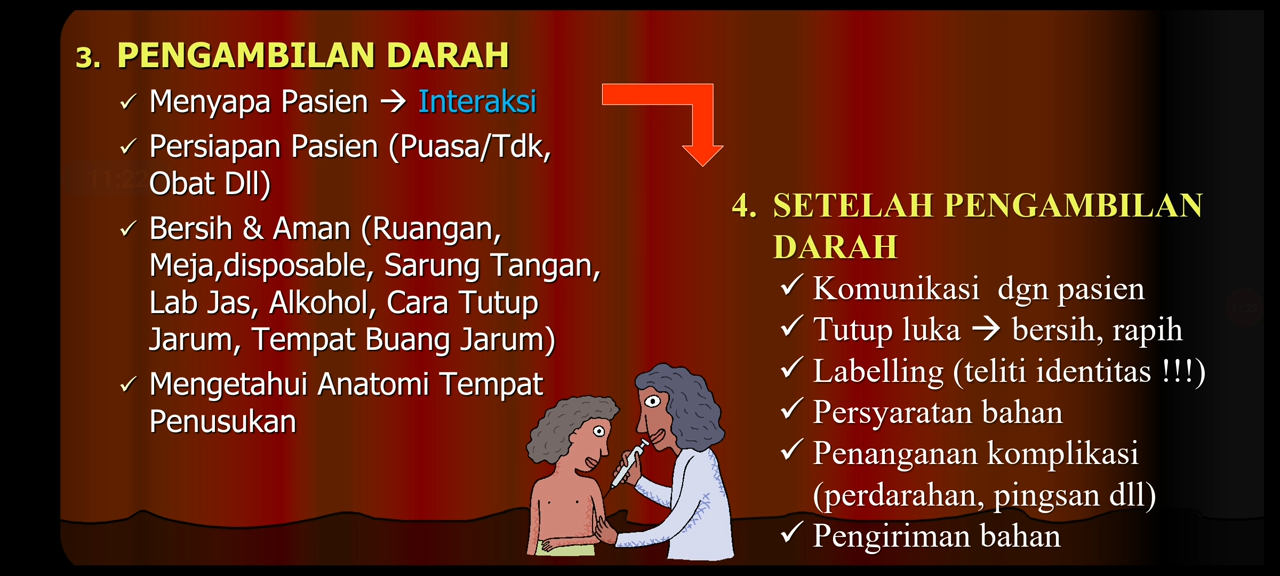 3. PENGAMBILAN DARAH
✓ Menyapa Pasien → Interaksi
✓ Persiapan Pasien (Puasa/Tdk,
Obat Dll)
✓ Bersih & Aman (Ruangan,
Meja,disposable, Sarung Tangan,
Lab Jas, Alkohol, Cara Tutup
Jarum, Tempat Buang Jarum)
✓ Mengetahui Anatomi Tempat
Penusukan
4. SETELAH PENGAMBILAN
DARAH
✓ Komunikasi dgn pasien
✓ Tutup luka → bersih, rapih
✓ Labelling (teliti identitas !!!)
✓ Persyaratan bahan
✓ Penanganan komplikasi
(perdarahan, pingsan dll)
✓ Pengiriman bahan